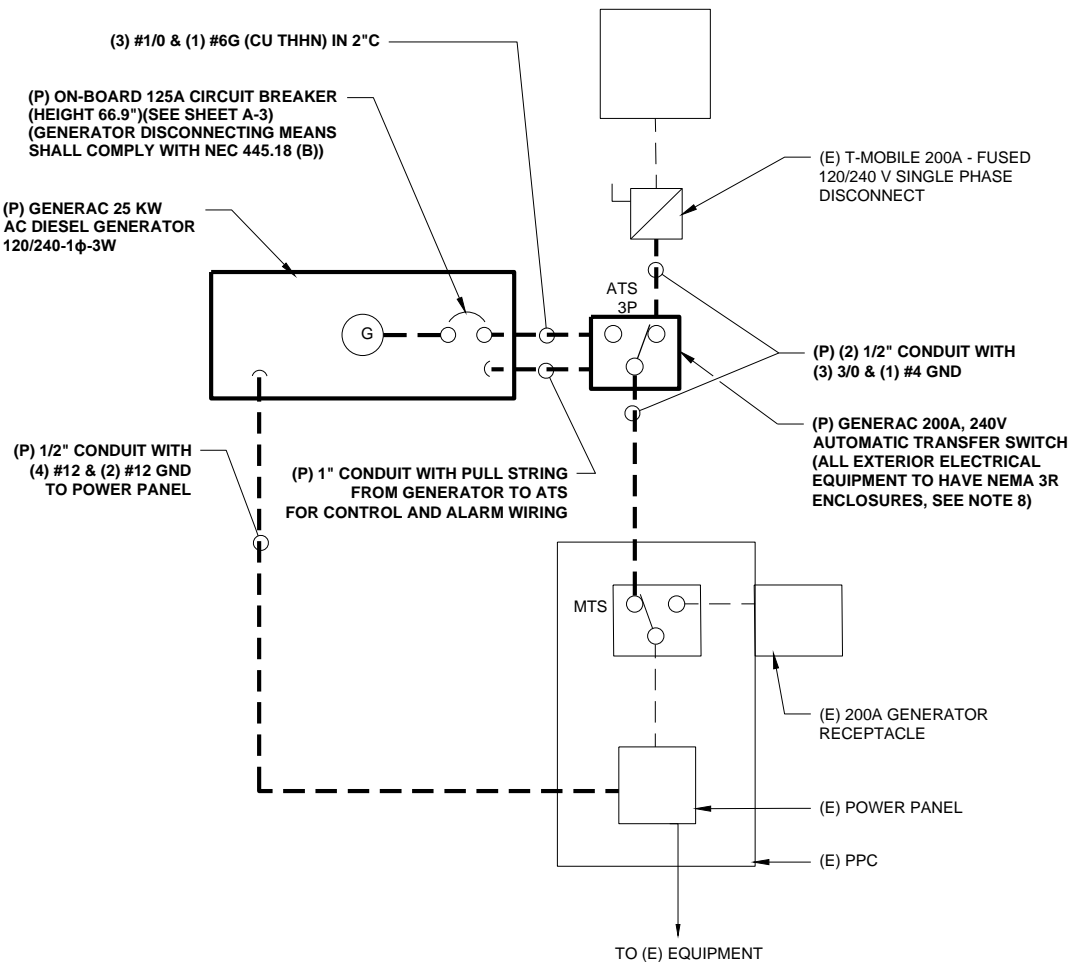 (3) #1/0 & (1) #6G (CU THHN) IN 2"C
(P) ON-BOARD 125A CIRCUIT BREAKER
(HEIGHT 66.9")(SEE SHEET A-3)
(GENERATOR DISCONNECTING MEANS
SHALL COMPLY WITH NEC 445.18 (B))
(E) T-MOBILE 200A - FUSED
120/240 V SINGLE PHASE
DISCONNECT
(P) GENERAC 25 KW
AC DIESEL GENERATOR
120/240-1ϕ-3W
ATS
3P
G
(P) (2) 1/2" CONDUIT WITH
(3) 3/0 & (1) #4 GND
(P) GENERAC 200A, 240V
AUTOMATIC TRANSFER SWITCH
(ALL EXTERIOR ELECTRICAL
EQUIPMENT TO HAVE NEMA 3R
ENCLOSURES, SEE NOTE 8)
(P) 1/2" CONDUIT WITH
(4) #12 & (2) #12 GND
TO POWER PANEL
(P) 1" CONDUIT WITH PULL STRING
FROM GENERATOR TO ATS
FOR CONTROL AND ALARM WIRING
MTS
(E) 200A GENERATOR
RECEPTACLE
(E) POWER PANEL
(E) PPC
TO (E) EQUIPMENT